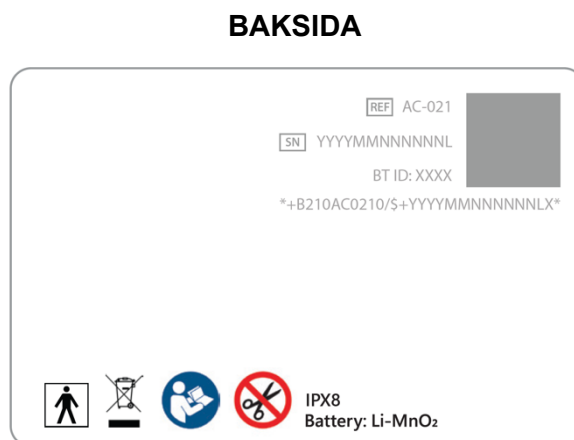 BAKSIDA
REF AC-021
SN YYYYMMNNNNNNL
BT ID: XXXX
*+B210AC0210/$+YYYYMMNNNNNNLX*
IPX8
Battery: Li-MnO₂